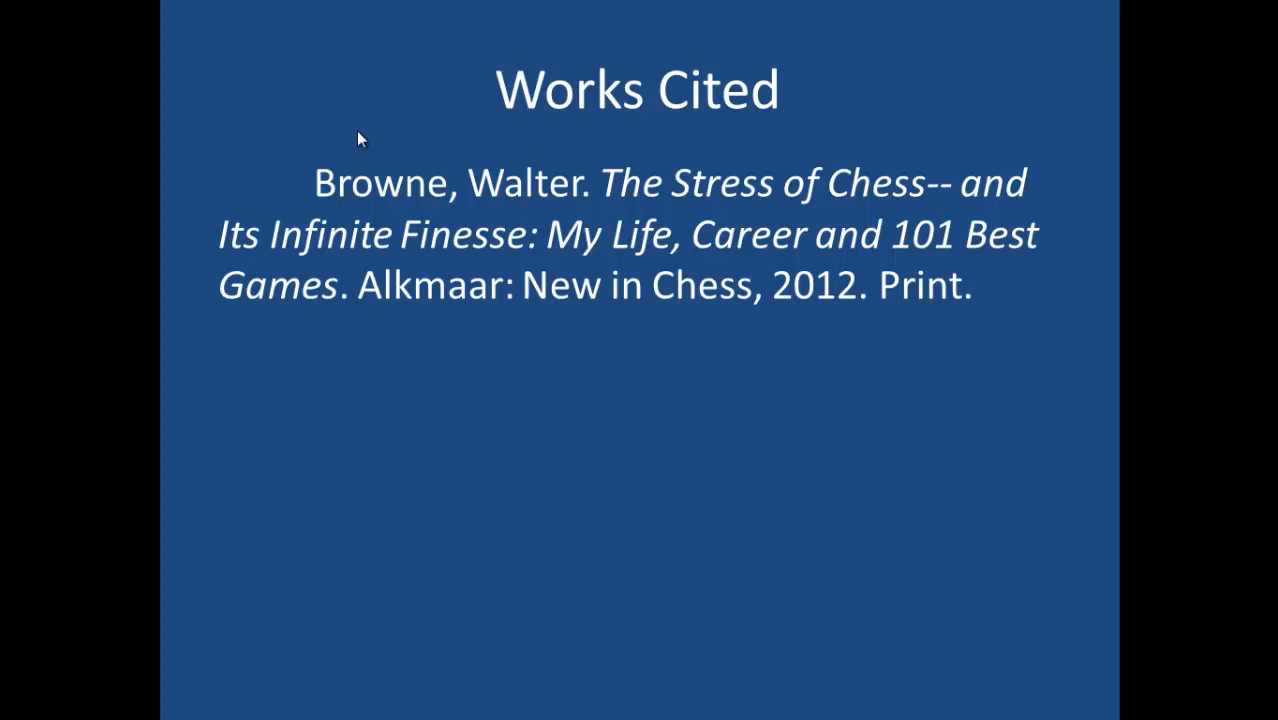 Works Cited
Browne, Walter. The Stress of Chess-- and
Its Infinite Finesse: My Life, Career and 101 Best
Games. Alkmaar: New in Chess, 2012. Print.